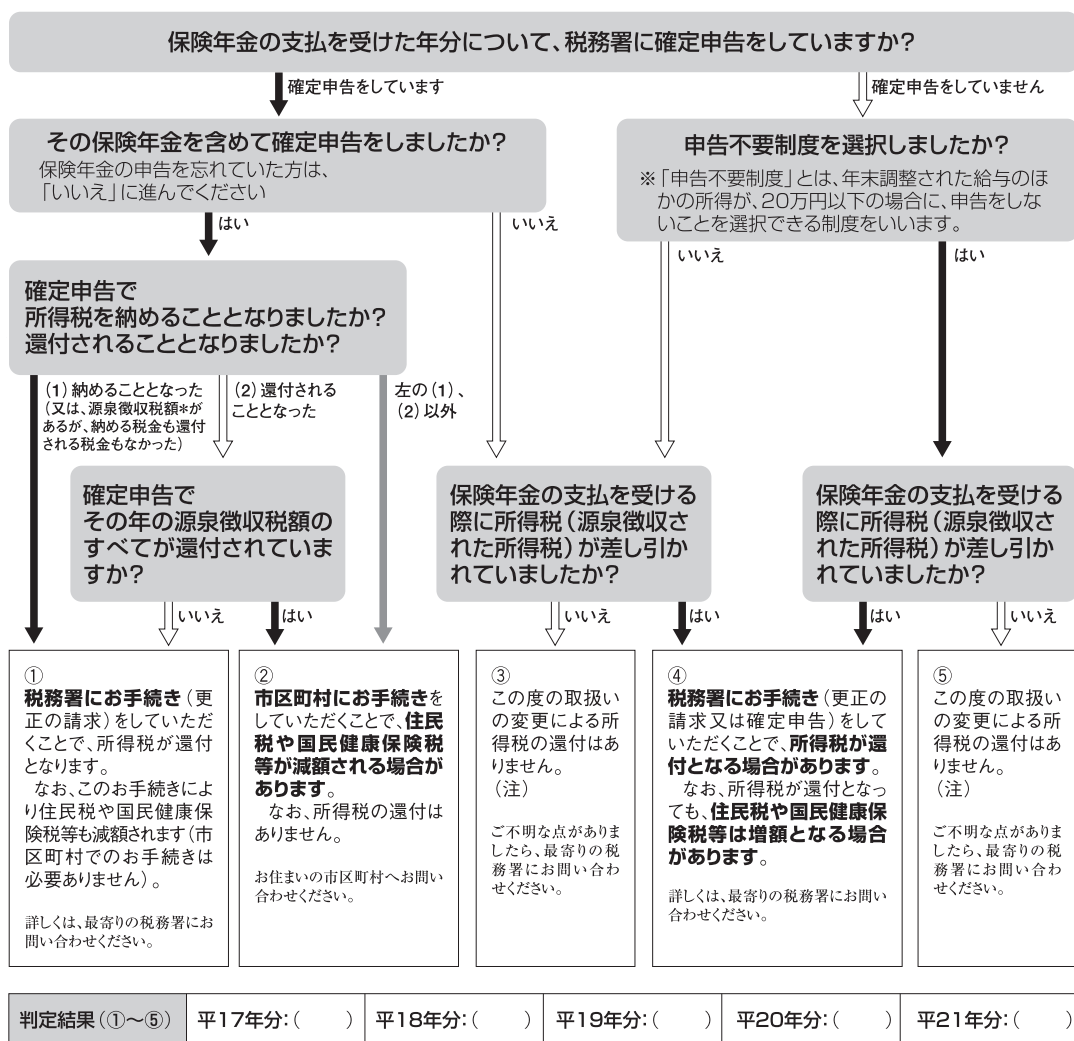 保険年金の支払を受けた年分について、税務署に確定申告をしていますか？
確定申告をしています
確定申告をしていません
その保険年金を含めて確定申告をしましたか？
保険年金の申告を忘れていた方は、
「いいえ」に進んでください
申告不要制度を選択しましたか？
※「申告不要制度」とは、年末調整された給与のほ
かの所得が、20万円以下の場合に、申告をしな
いことを選択できる制度をいいます。
はい
いいえ
いいえ
はい
確定申告で
所得税を納めることとなりましたか？
還付されることとなりましたか？
(1)納めることとなった
(又は、源泉徴収税額*が
あるが、納める税金も還付
される税金もなかった)
(2)還付される
こととなった
左の(1)、
(2)以外
確定申告で
その年の源泉徴収税額の
すべてが還付されていま
すか？
保険年金の支払を受ける
際に所得税(源泉徴収さ
れた所得税)が差し引か
れていましたか？
保険年金の支払を受ける
際に所得税(源泉徴収さ
れた所得税)が差し引か
れていましたか？
いいえ
はい
いいえ
はい
はい
いいえ
①
税務署にお手続き(更
正の請求)をしていただ
くことで、所得税が還付
となります。
なお、このお手続きによ
り住民税や国民健康保
険税等も減額されます(市
区町村でのお手続きは
必要ありません)。
詳しくは、最寄りの税務署にお
問い合わせください。
②
市区町村にお手続きを
していただくことで、住民
税や国民健康保険税
等が減額される場合が
あります。
なお、所得税の還付は
ありません。
お住まいの市区町村へお問い
合わせください。
③
この度の取扱い
の変更による所
得税の還付はあ
りません。
(注)
ご不明な点がありま
したら、最寄りの税
務署にお問い合わ
せください。
④
税務署にお手続き(更正の
請求又は確定申告)をして
いただくことで、所得税が還
付となる場合があります。
なお、所得税が還付となっ
ても、住民税や国民健康保
険税等は増額となる場合
があります。
詳しくは、最寄りの税務署にお問い
合わせください。
⑤
この度の取扱い
の変更による所
得税の還付はあ
りません。
(注)
ご不明な点がありま
したら、最寄りの税
務署にお問い合わ
せください。
判定結果(①〜⑤) 平17年分：( ) 平18年分：( ) 平19年分：( ) 平20年分：( ) 平21年分：( )